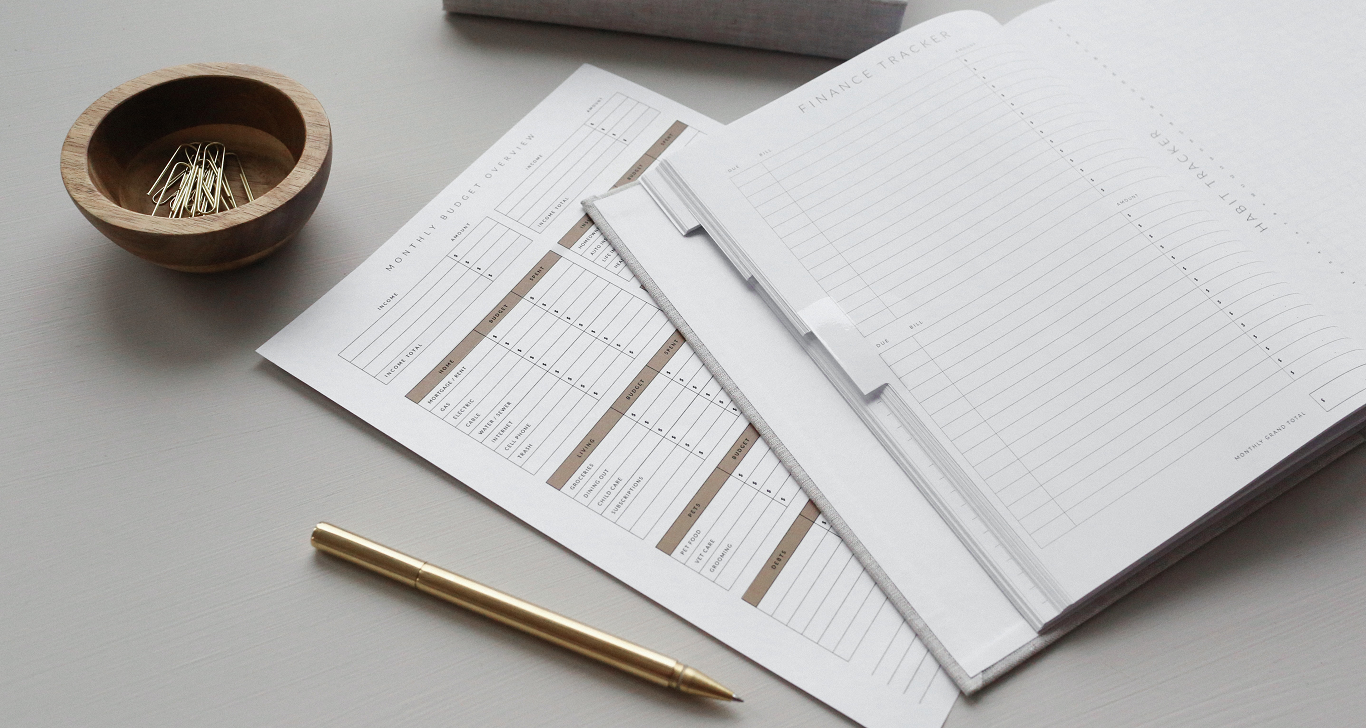 MONTHLY BUDGET OVERVIEW
INCOME AMOUNT
$ $ $
INCOME TOTAL
INCOME AMOUNT
$ $ $
INCOME TOTAL
HOME BUDGET SPENT
MORTGAGE / RENT
GAS
ELECTRIC
CABLE
WATER / SEWER
INTERNET
CELL PHONE
TRASH
LIVING BUDGET SPENT
GROCERIES
DINING OUT
CHILD CARE
SUBSCRIPTIONS
PETS BUDGET
PET FOOD
VET CARE
GROOMING
DEBTS
BUDGET SPENT
FINANCE TRACKER
DUE BILL AMOUNT
DUE BILL AMOUNT
MONTHLY GRAND TOTAL $
HABIT TRACKER